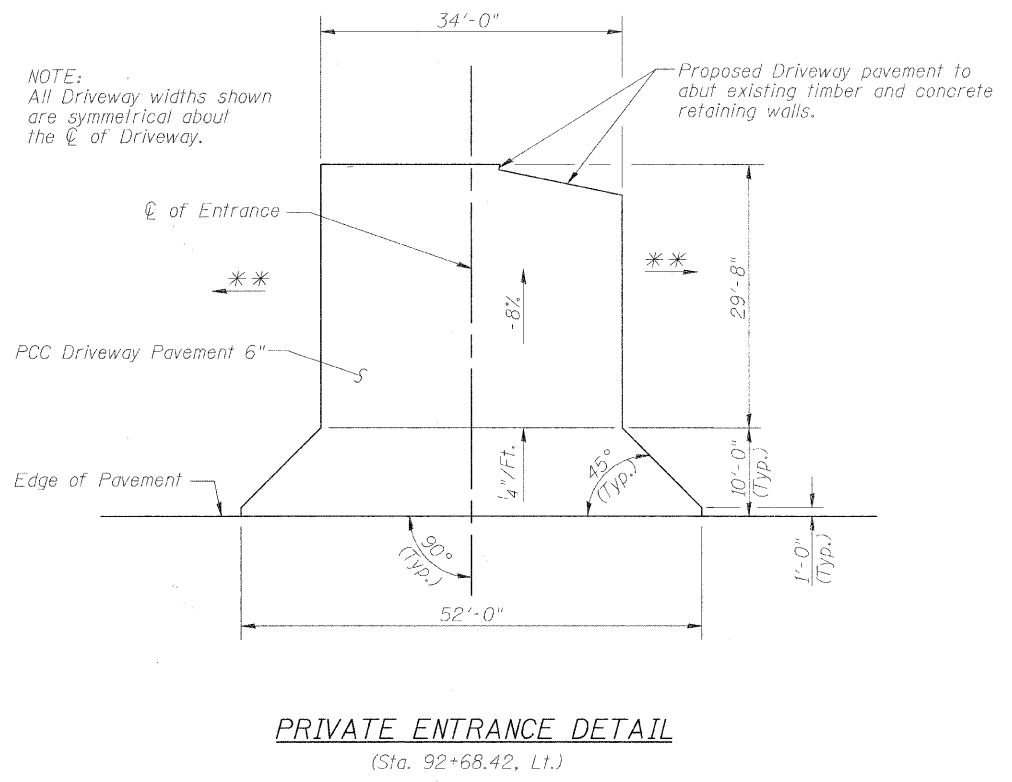 34'-0"
NOTE:
All Driveway widths shown
are symmetrical about
the ℄ of Driveway.
Proposed Driveway pavement to
abut existing timber and concrete
retaining walls.
℄ of Entrance
**
**
-8%
29'-8"
PCC Driveway Pavement 6"
Edge of Pavement
1/4"/Ft.
45°
(Typ.)
10'-0"
(Typ.)
90°
(Typ.)
1'-0"
(Typ.)
52'-0"
PRIVATE ENTRANCE DETAIL
(Sta. 92+68.42, Lt.)